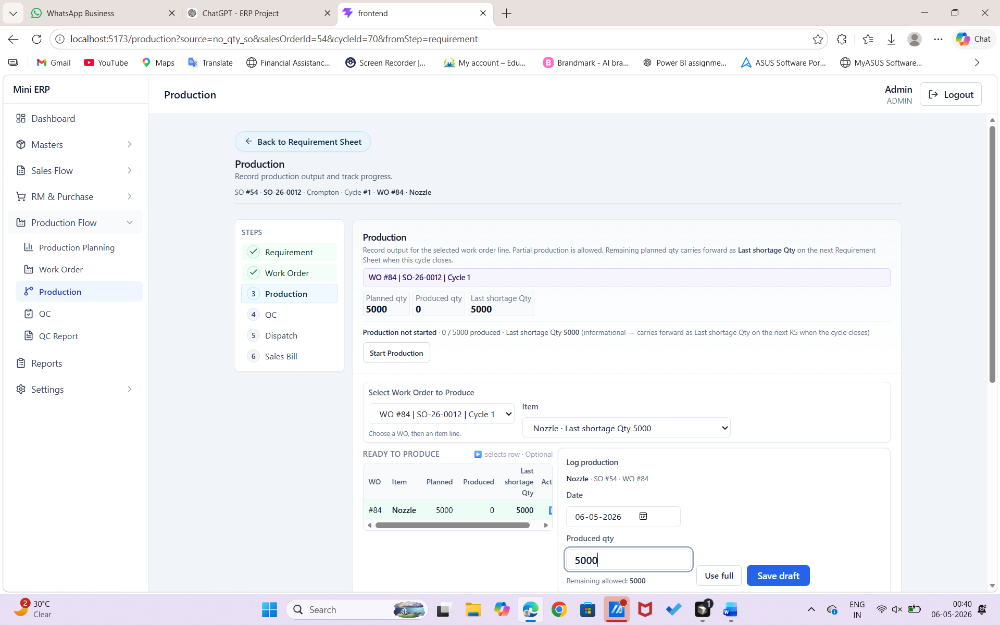 WhatsApp Business
ChatGPT - ERP Project
frontend
localhost:5173/production?source=no_qty_so&salesOrderId=54&cycleId=70&fromStep=requirement
Chat
Gmail
YouTube
Maps
Translate
Financial Assistanc...
Screen Recorder |...
My account – Edu...
Brandmark - AI bra...
Power BI assignme...
ASUS Software Por...
MyASUS Software...
Mini ERP
Dashboard
Masters
Sales Flow
RM & Purchase
Production Flow
Production Planning
Work Order
Production
QC
QC Report
Reports
Settings
Production
Admin
ADMIN
Logout
Back to Requirement Sheet
Production
Record production output and track progress.
SO #54 · SO-26-0012 · Crompton · Cycle #1 · WO #84 · Nozzle
STEPS
Requirement
Work Order
3 Production
4 QC
5 Dispatch
6 Sales Bill
Production
Record output for the selected work order line. Partial production is allowed. Remaining planned qty carries forward as Last shortage Qty on the next Requirement
Sheet when this cycle closes.
WO #84 | SO-26-0012 | Cycle 1
Planned qty Produced qty Last shortage Qty
5000 0 5000
Production not started · 0 / 5000 produced · Last shortage Qty 5000 (informational — carries forward as Last shortage Qty on the next RS when the cycle closes)
Start Production
Select Work Order to Produce
WO #84 | SO-26-0012 | Cycle 1
Choose a WO, then an item line.
Item
Nozzle · Last shortage Qty 5000
READY TO PRODUCE
selects row · Optional
WO Item Planned Produced Last shortage Qty Act
#84 Nozzle 5000 0 5000
Log production
Nozzle · SO #54 · WO #84
Date
06-05-2026
Produced qty
5000
Remaining allowed: 5000
Use full
Save draft
2
30°C
Clear
Search
1
ENG
IN
00:40
06-05-2026